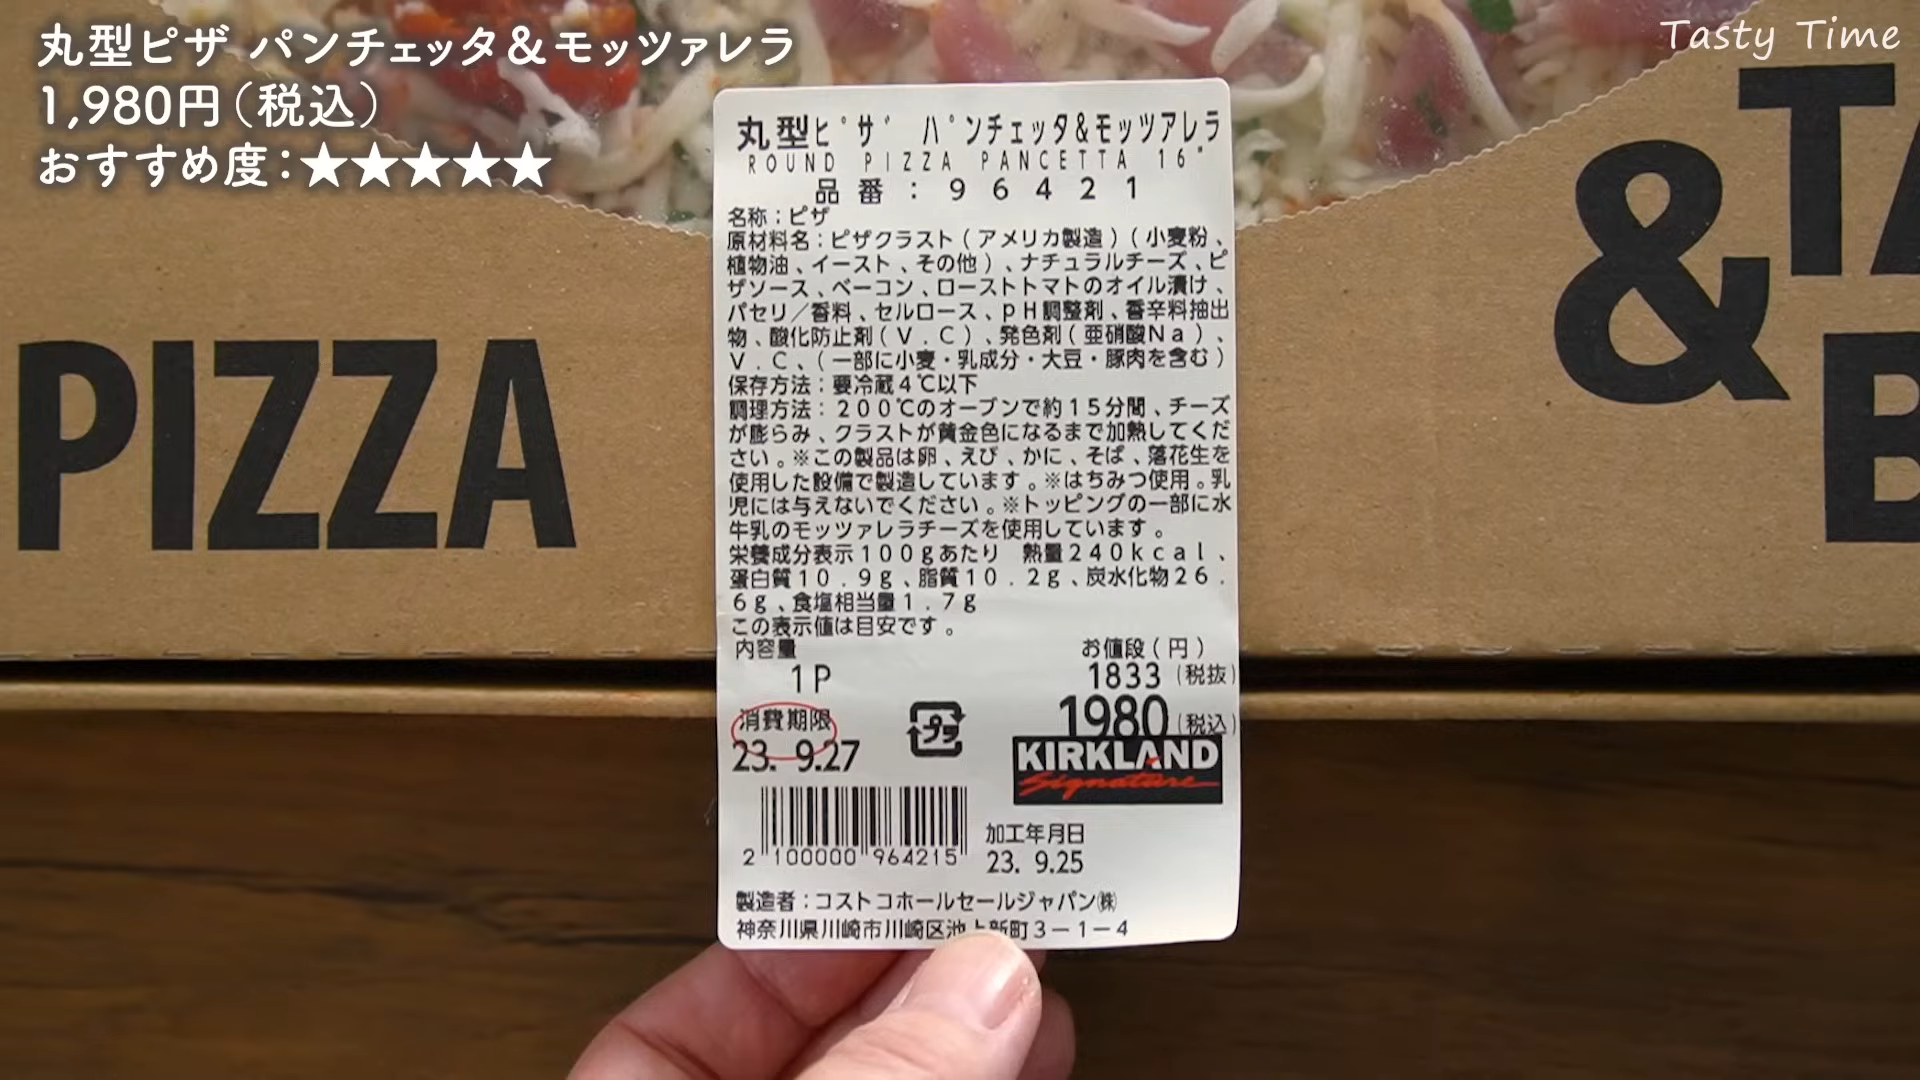 丸型ピザ パンチェッタ&モッツァレラ
1,980円(税込)
おすすめ度:★★★★★
Tasty Time
PIZZA
&
丸型ピザ パンチェッタ&モッツアレラ
ROUND PIZZA PANCETTA 16"
品番:96421
名称:ピザ
原材料名:ピザクラスト(アメリカ製造)(小麦粉、
植物油、イースト、その他)、ナチュラルチーズ、ピ
ザソース、ベーコン、ローストトマトのオイル漬け、
パセリ/香料、セルロース、pH調整剤、香辛料抽出
物、酸化防止剤(V.C)、発色剤(亜硝酸Na)、
V.C、(一部に小麦・乳成分・大豆・豚肉を含む)
保存方法:要冷蔵4℃以下
調理方法:200℃のオーブンで約15分間、チーズ
が膨らみ、クラストが黄金色になるまで加熱してくだ
さい。※この製品は卵、えび、かに、そば、落花生を
使用した設備で製造しています。※はちみつ使用。乳
児には与えないでください。※トッピングの一部に水
牛乳のモッツァレラチーズを使用しています。
栄養成分表示100gあたり 熱量240kcal、
蛋白質10.9g、脂質10.2g、炭水化物26.
6g、食塩相当量1.7g
この表示値は目安です。
内容量
1P
お値段(円)
1833(税抜)
1980(税込)
消費期限
23. 9.27
プラ
KIRKLAND
Signature
2 100000 964215
加工年月日
23. 9.25
製造者:コストコホールセールジャパン㈱
神奈川県川崎市川崎区池上新町3-1-4